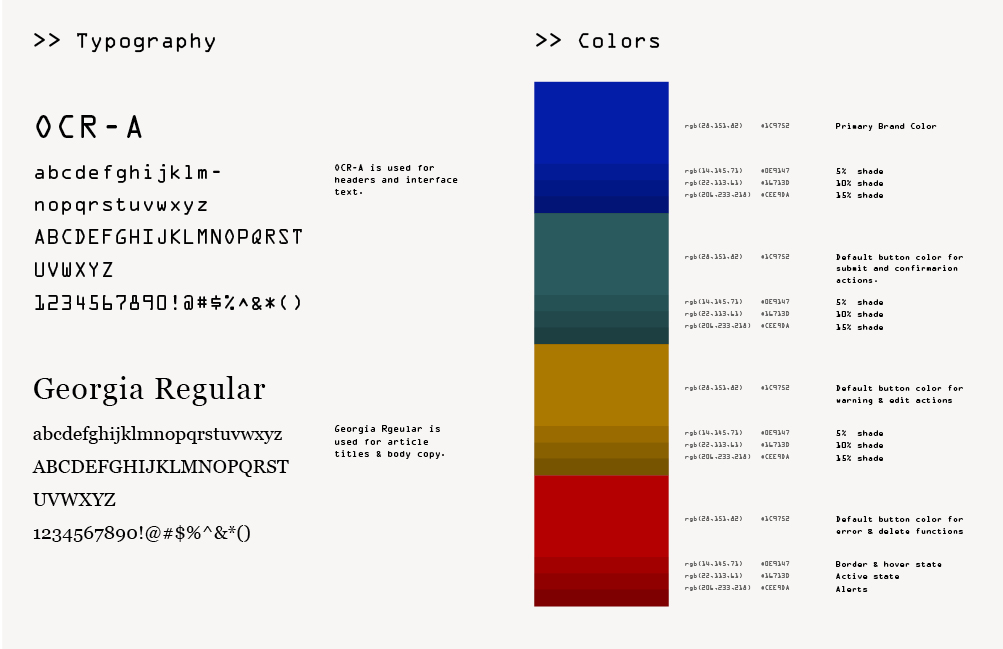 >> Typography
OCR-A
abcdefghijklm-
nopqrstuvwxyz
ABCDEFGHIJKLMNOPQRST
UVWXYZ
1234567890!@#$%^&*()
OCR-A is used for
headers and interface
text.
Georgia Regular
abcdefghijklmnopqrstuvwxyz
ABCDEFGHIJKLMNOPQRST
UVWXYZ
1234567890!@#$%^&*()
Georgia Rgeular is
used for article
titles & body copy.
>> Colors
rgb(28,151,82) #1C9752 Primary Brand Color
rgb(14,145,71) #0E9147 5% shade
rgb(22,113,61) #16713D 10% shade
rgb(206,233,218) #CEE9DA 15% shade
rgb(28,151,82) #1C9752 Default button color for
submit and confirmarion
actions.
rgb(14,145,71) #0E9147 5% shade
rgb(22,113,61) #16713D 10% shade
rgb(206,233,218) #CEE9DA 15% shade
rgb(28,151,82) #1C9752 Default button color for
warning & edit actions
rgb(14,145,71) #0E9147 5% shade
rgb(22,113,61) #16713D 10% shade
rgb(206,233,218) #CEE9DA 15% shade
rgb(28,151,82) #1C9752 Default button color for
error & delete functions
rgb(14,145,71) #0E9147 Border & hover state
rgb(22,113,61) #16713D Active state
rgb(206,233,218) #CEE9DA Alerts